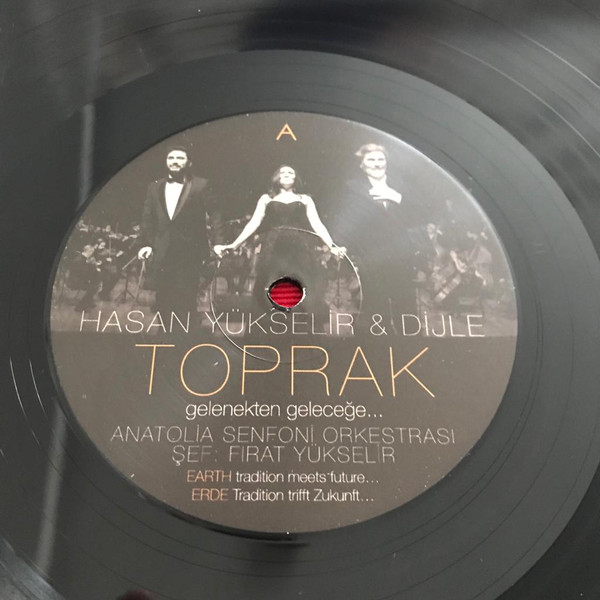 A
HASAN YÜKSELİR & DİJLE
TOPRAK
gelenekten geleceğe...
ANATOLİA SENFONİ ORKESTRASI
ŞEF: FIRAT YÜKSELİR
EARTH tradition meets future...
ERDE Tradition trifft Zukunft...